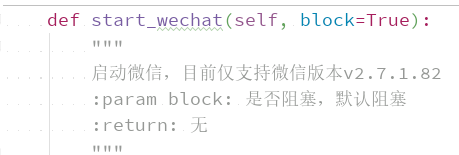 def start_wechat(self, block=True):
"""
启动微信，目前仅支持微信版本v2.7.1.82
:param block: 是否阻塞，默认阻塞
:return: 无
"""